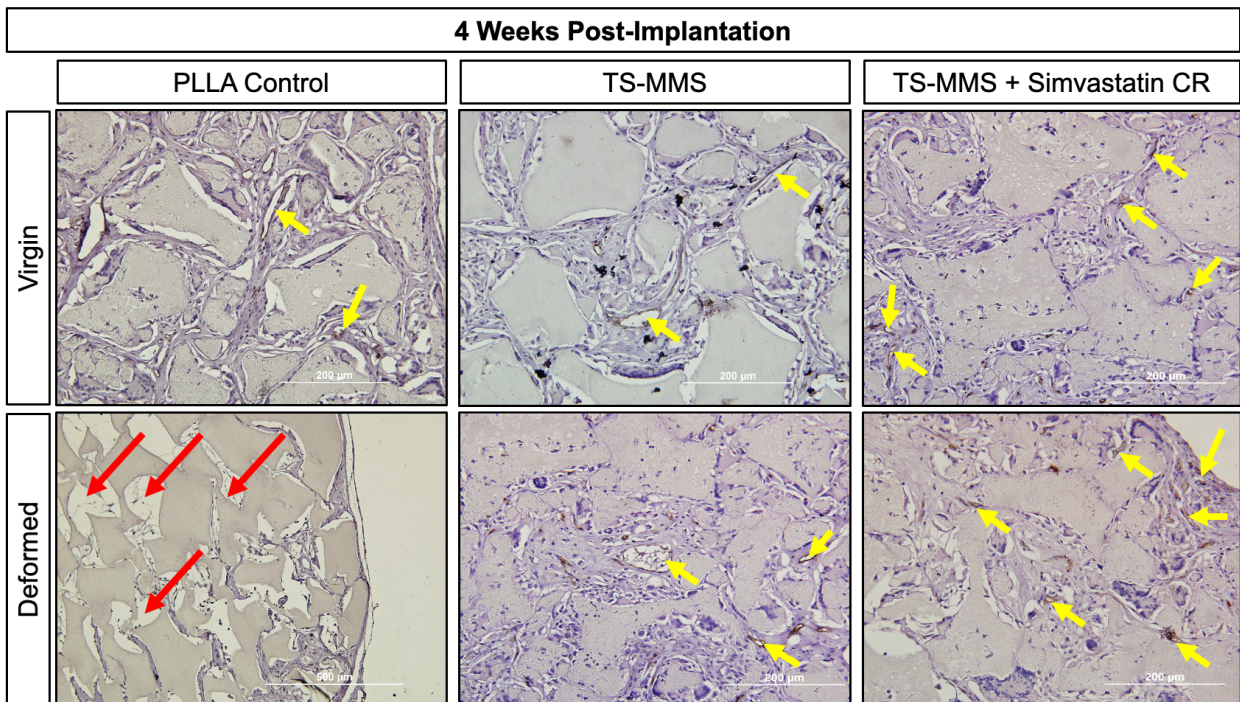 4 Weeks Post-Implantation
PLLA Control
TS-MMS
TS-MMS + Simvastatin CR
Virgin
200 µm
200 µm
200 µm
Deformed
500 µm
200 µm
200 µm